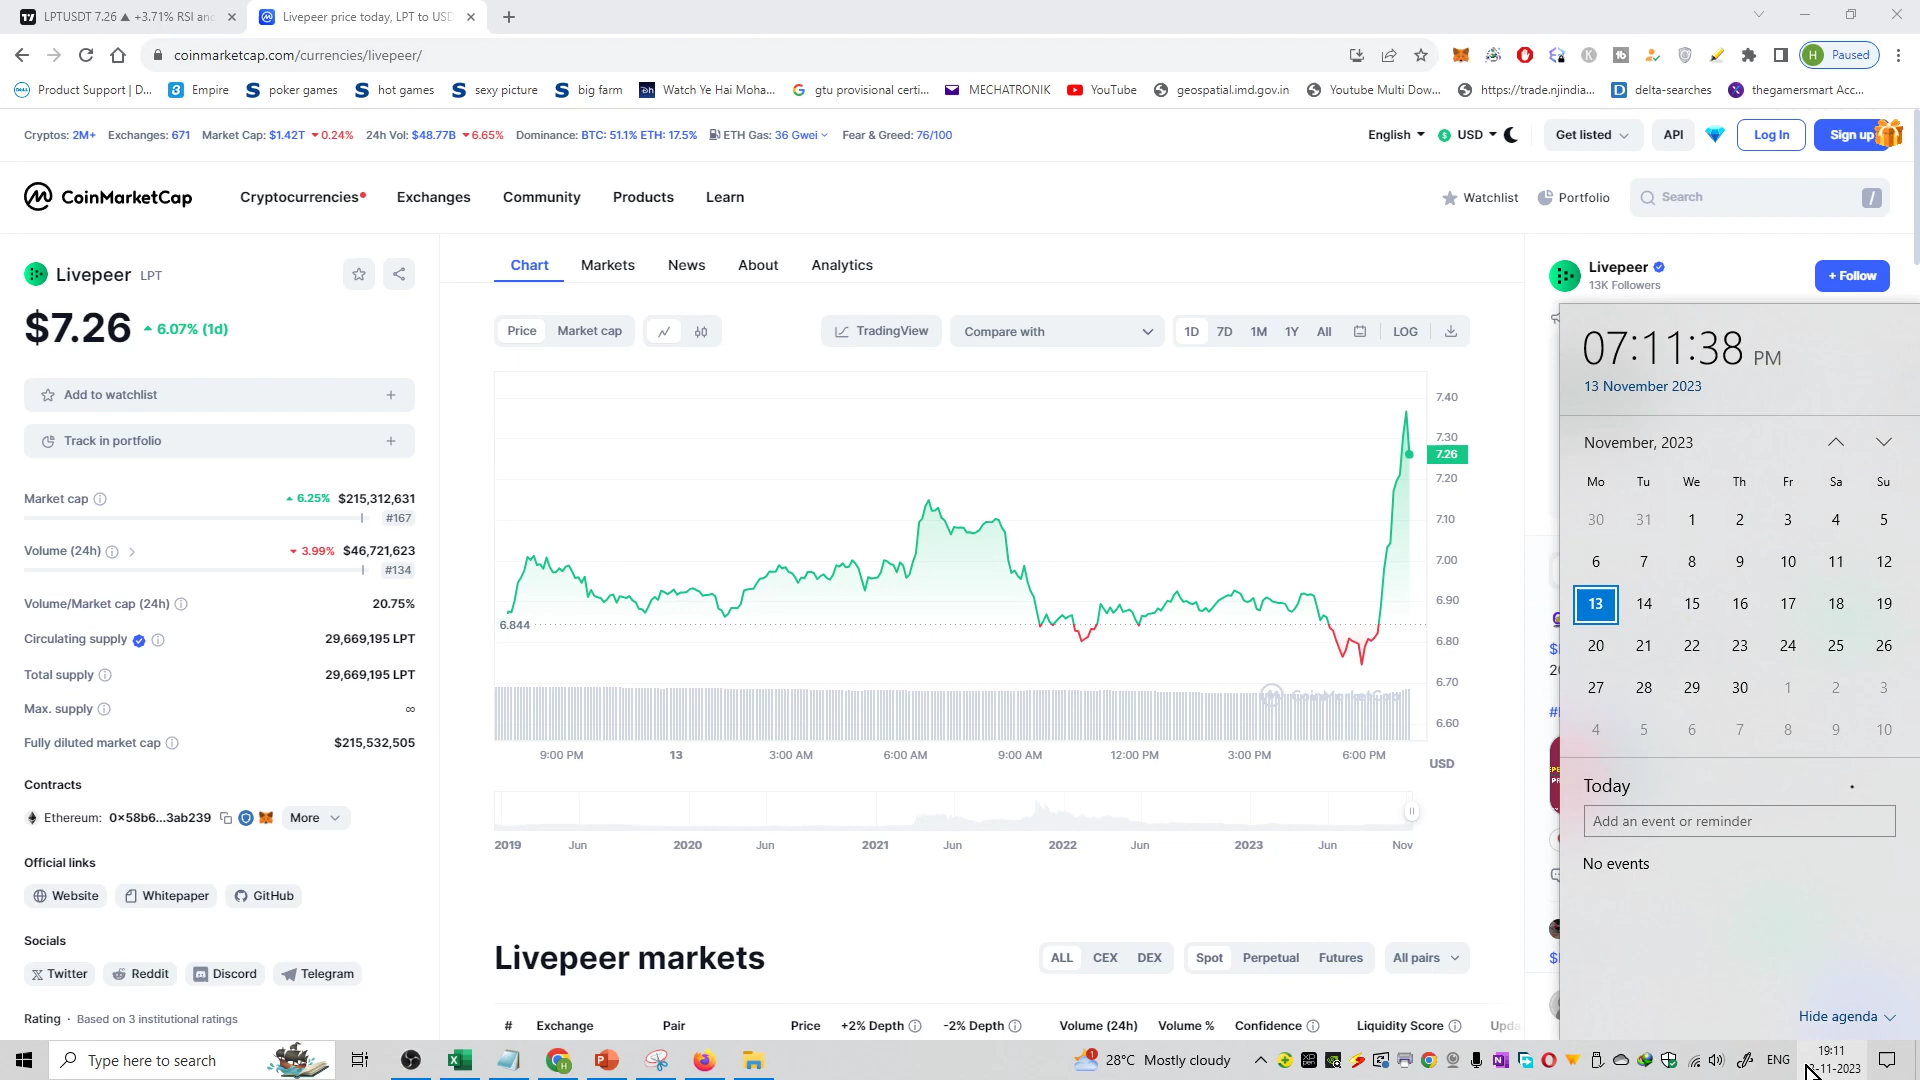 LPTUSDT 7.26 ▲ +3.71% RSI and
Livepeer price today, LPT to USD
coinmarketcap.com/currencies/livepeer/
H Paused
Product Support | D...
Empire
poker games
hot games
sexy picture
big farm
Watch Ye Hai Moha...
gtu provisional certi...
MECHATRONIK
YouTube
geospatial.imd.gov.in
Youtube Multi Dow...
https://trade.njindia...
delta-searches
thegamersmart Acc...
Cryptos: 2M+ Exchanges: 671 Market Cap: $1.42T 0.24% 24h Vol: $48.77B 6.65% Dominance: BTC: 51.1% ETH: 17.5% ETH Gas: 36 Gwei Fear & Greed: 76/100
English USD Get listed API Log In Sign up
CoinMarketCap
Cryptocurrencies Exchanges Community Products Learn
Watchlist Portfolio Search /
Livepeer LPT
$7.26 6.07% (1d)
Add to watchlist +
Track in portfolio +
Market cap 6.25% $215,312,631
#167
Volume (24h) 3.99% $46,721,623
#134
Volume/Market cap (24h) 20.75%
Circulating supply 29,669,195 LPT
Total supply 29,669,195 LPT
Max. supply ∞
Fully diluted market cap $215,532,505
Contracts
Ethereum: 0x58b6...3ab239 More
Official links
Website Whitepaper GitHub
Socials
Twitter Reddit Discord Telegram
Rating · Based on 3 institutional ratings
Chart Markets News About Analytics
Price Market cap TradingView Compare with 1D 7D 1M 1Y All LOG
7.40
7.30
7.26
7.20
7.10
7.00
6.90
6.844
6.80
6.70
6.60
CoinMarketCap
9:00 PM 13 3:00 AM 6:00 AM 9:00 AM 12:00 PM 3:00 PM 6:00 PM
USD
2019 Jun 2020 Jun 2021 Jun 2022 Jun 2023 Jun Nov
Livepeer markets
ALL CEX DEX Spot Perpetual Futures All pairs
# Exchange Pair Price +2% Depth -2% Depth Volume (24h) Volume % Confidence Liquidity Score Upda
Livepeer
13K Followers
+ Follow
07:11:38 PM
13 November 2023
November, 2023
Mo Tu We Th Fr Sa Su
30 31 1 2 3 4 5
6 7 8 9 10 11 12
13 14 15 16 17 18 19
20 21 22 23 24 25 26
27 28 29 30 1 2 3
4 5 6 7 8 9 10
Today
Add an event or reminder
No events
Hide agenda
Type here to search
28°C Mostly cloudy
ENG
19:11
-11-2023